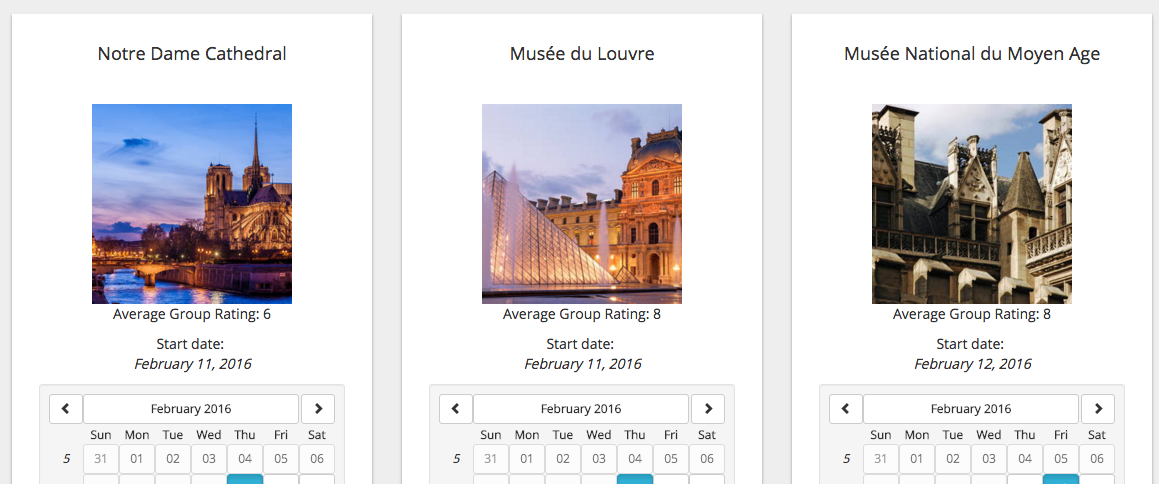 Notre Dame Cathedral
Average Group Rating: 6
Start date:
February 11, 2016
February 2016
Sun Mon Tue Wed Thu Fri Sat
5 31 01 02 03 04 05 06
Musée du Louvre
Average Group Rating: 8
Start date:
February 11, 2016
February 2016
Sun Mon Tue Wed Thu Fri Sat
5 31 01 02 03 04 05 06
Musée National du Moyen Age
Average Group Rating: 8
Start date:
February 12, 2016
February 2016
Sun Mon Tue Wed Thu Fri Sat
5 31 01 02 03 04 05 06